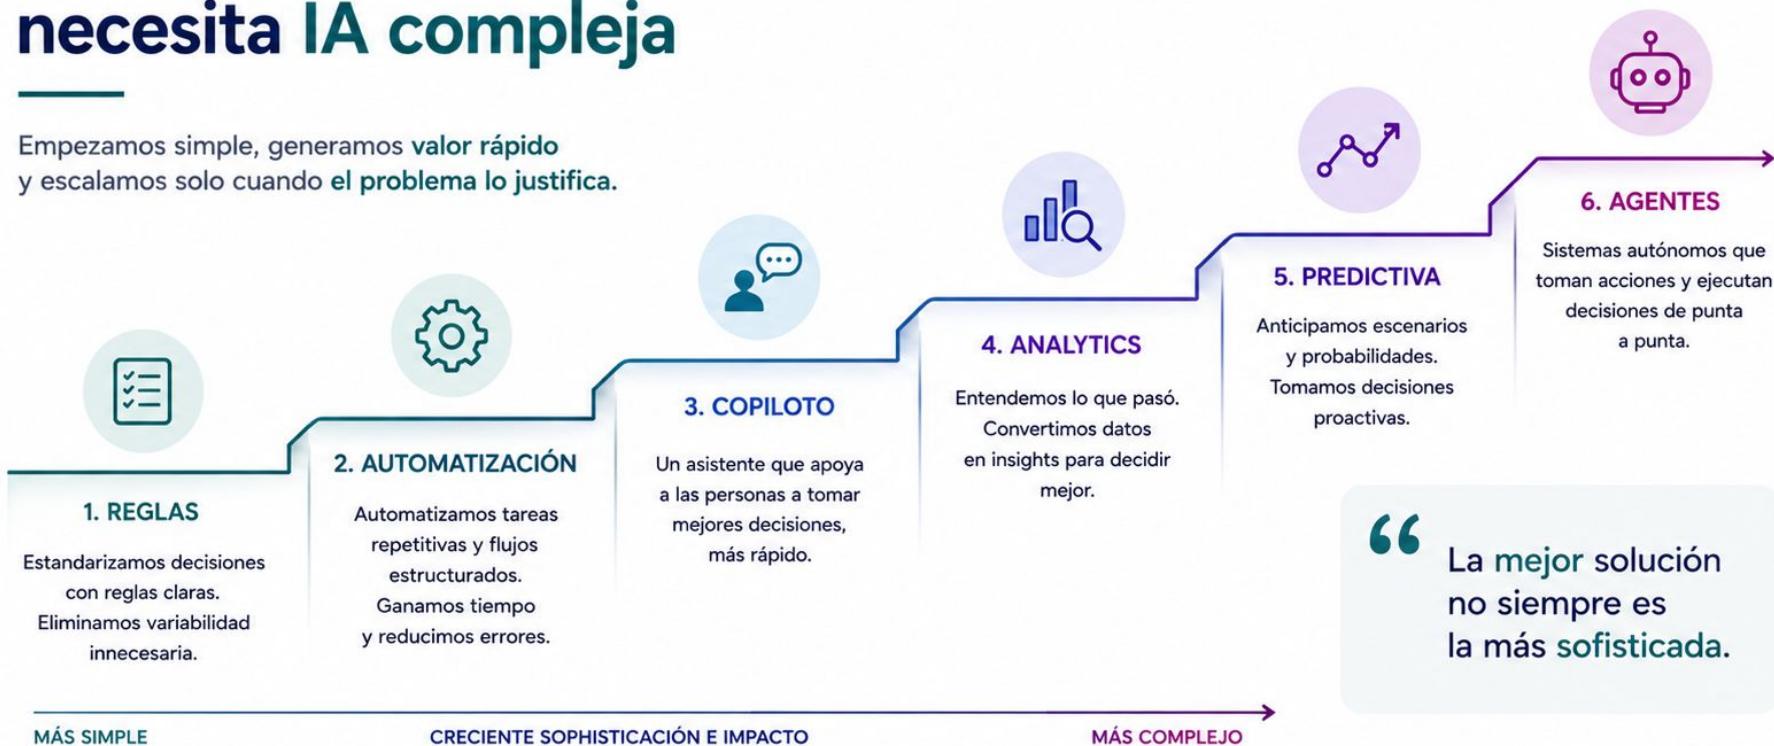 necesita IA compleja
Empezamos simple, generamos valor rápido
y escalamos solo cuando el problema lo justifica.
1. REGLAS
Estandarizamos decisiones
con reglas claras.
Eliminamos variabilidad
innecesaria.
2. AUTOMATIZACIÓN
Automatizamos tareas
repetitivas y flujos
estructurados.
Ganamos tiempo
y reducimos errores.
3. COPILOTO
Un asistente que apoya
a las personas a tomar
mejores decisiones,
más rápido.
4. ANALYTICS
Entendemos lo que pasó.
Convertimos datos
en insights para decidir
mejor.
5. PREDICTIVA
Anticipamos escenarios
y probabilidades.
Tomamos decisiones
proactivas.
6. AGENTES
Sistemas autónomos que
toman acciones y ejecutan
decisiones de punta
a punta.
“
La mejor solución
no siempre es
la más sofisticada.
MÁS SIMPLE
CRECIENTE SOPHISTICACIÓN E IMPACTO
MÁS COMPLEJO